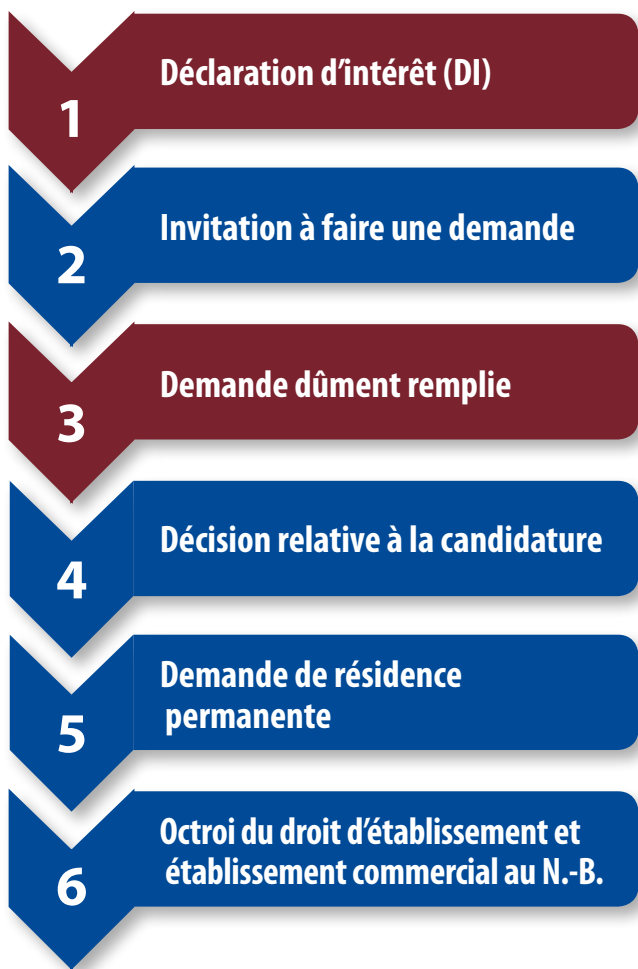 1
Déclaration d'intérêt (DI)
2
Invitation à faire une demande
3
Demande dûment remplie
4
Décision relative à la candidature
5
Demande de résidence
permanente
6
Octroi du droit d'établissement et
établissement commercial au N.-B.